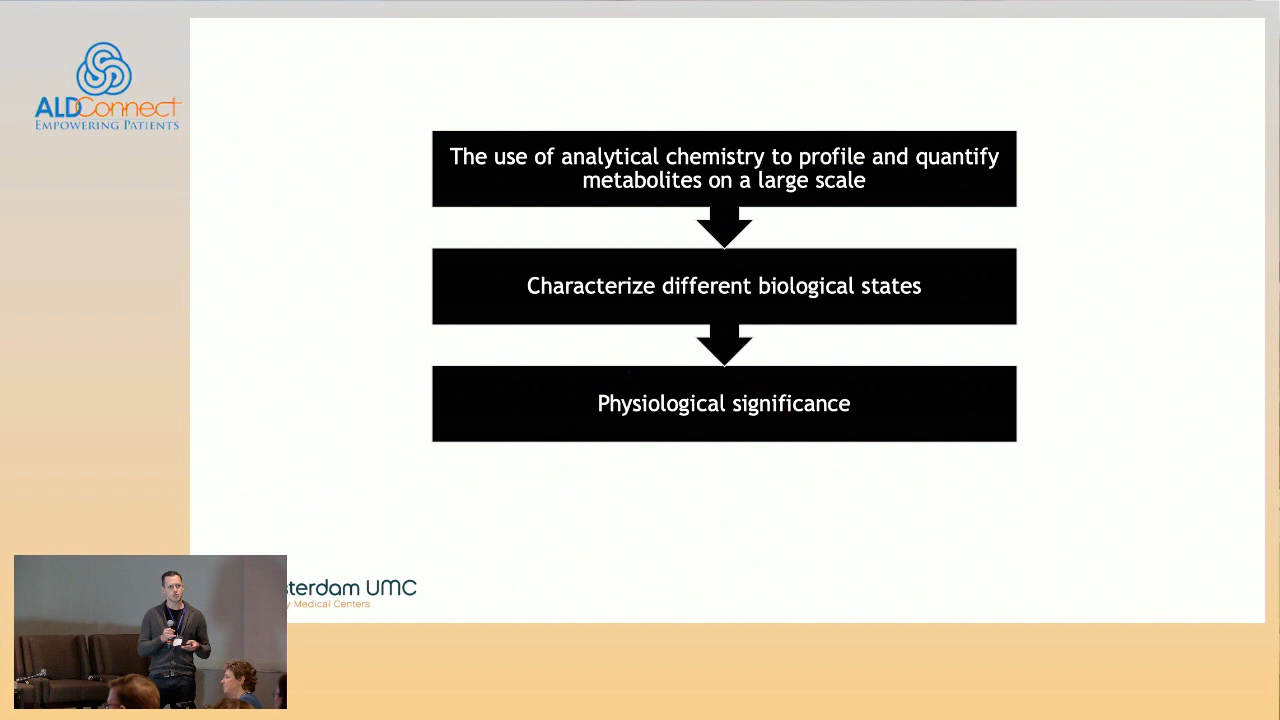 ALDConnect
EMPOWERING PATIENTS
The use of analytical chemistry to profile and quantify
metabolites on a large scale
Characterize different biological states
Physiological significance
sterdam UMC
y Medical Centers